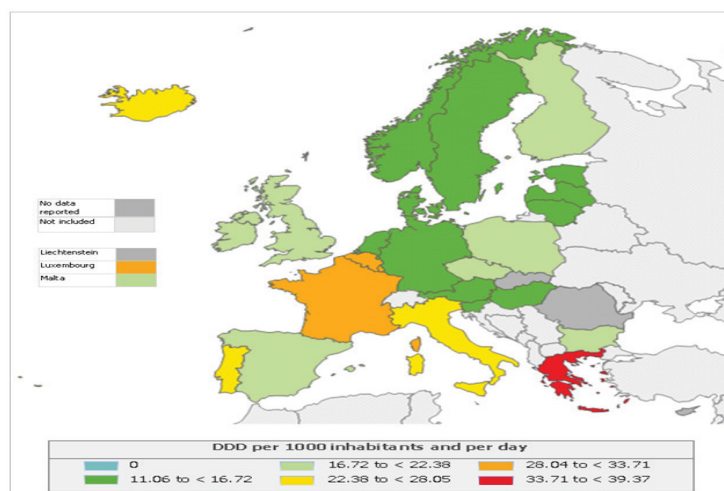 No data
reported
Not included
Liechtenstein
Luxembourg
Malta
DDD per 1000 inhabitants and per day
0
16.72 to < 22.38
28.04 to < 33.71
11.06 to < 16.72
22.38 to < 28.05
33.71 to < 39.37